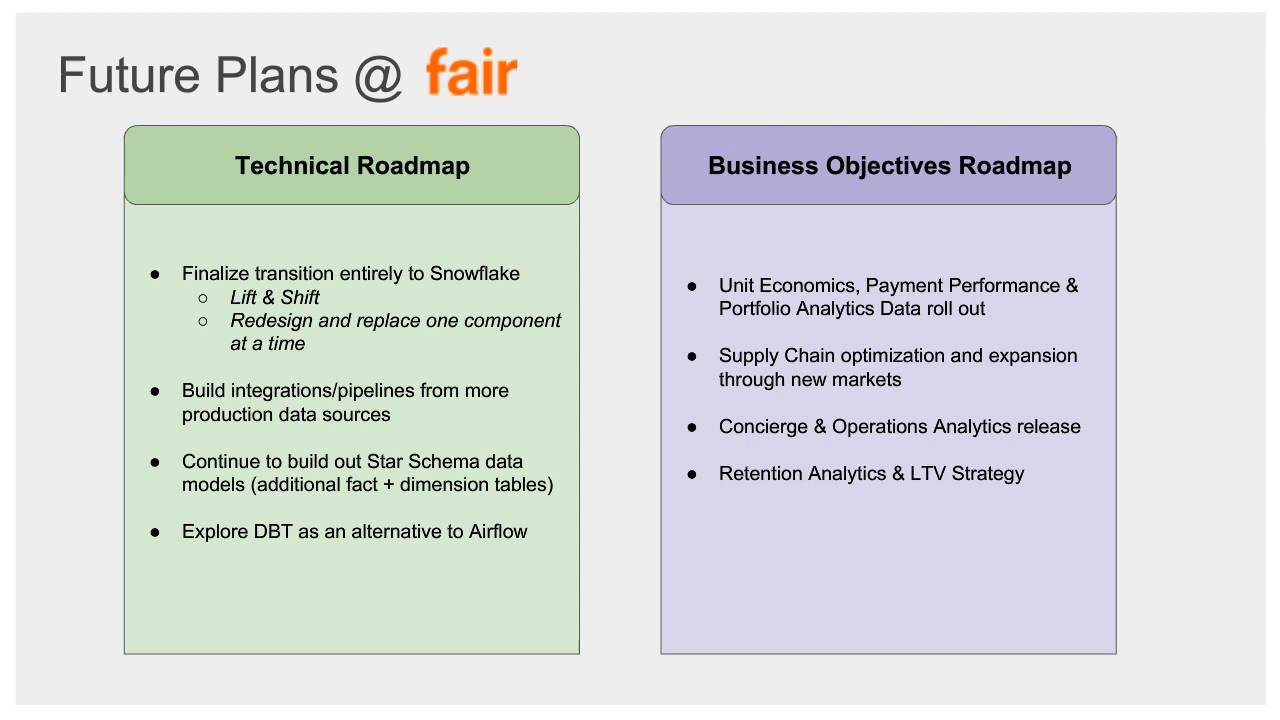 Future Plans @ fair
Technical Roadmap
● Finalize transition entirely to Snowflake
○ Lift & Shift
○ Redesign and replace one component
at a time
● Build integrations/pipelines from more
production data sources
● Continue to build out Star Schema data
models (additional fact + dimension tables)
● Explore DBT as an alternative to Airflow
Business Objectives Roadmap
● Unit Economics, Payment Performance &
Portfolio Analytics Data roll out
● Supply Chain optimization and expansion
through new markets
● Concierge & Operations Analytics release
● Retention Analytics & LTV Strategy